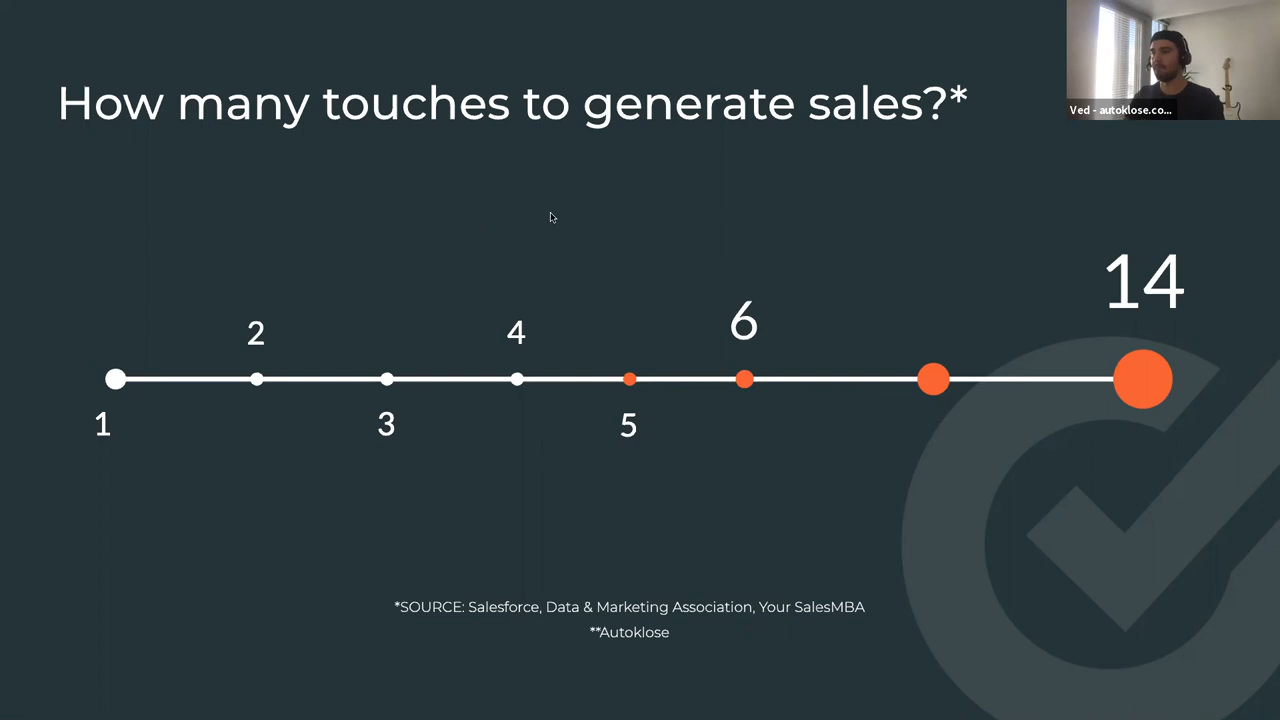 How many touches to generate sales?*
Ved - autoklose.co...
14
6
2
4
1
3
5
*SOURCE: Salesforce, Data & Marketing Association, Your SalesMBA
**Autoklose